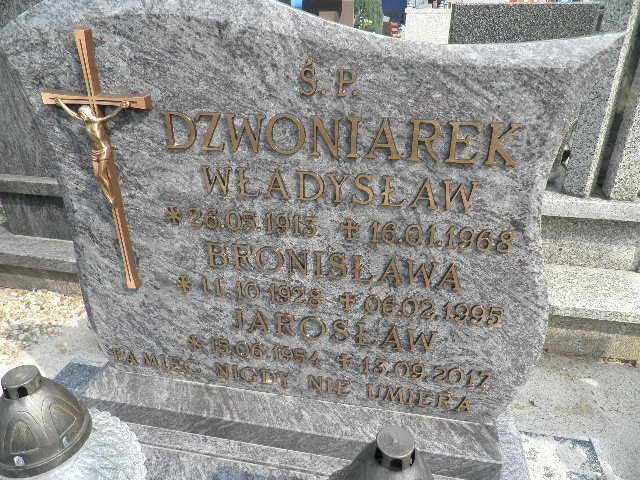 Ś. P.
DZWONIAREK
WŁADYSŁAW
*26.05.1913 ✝16.01.1968
BRONISŁAWA
*11.10.1928 ✝06.02.1995
JAROSŁAW
*15.06.1954 ✝13.09.2017
PAMIĘĆ NIGDY NIE UMIERA